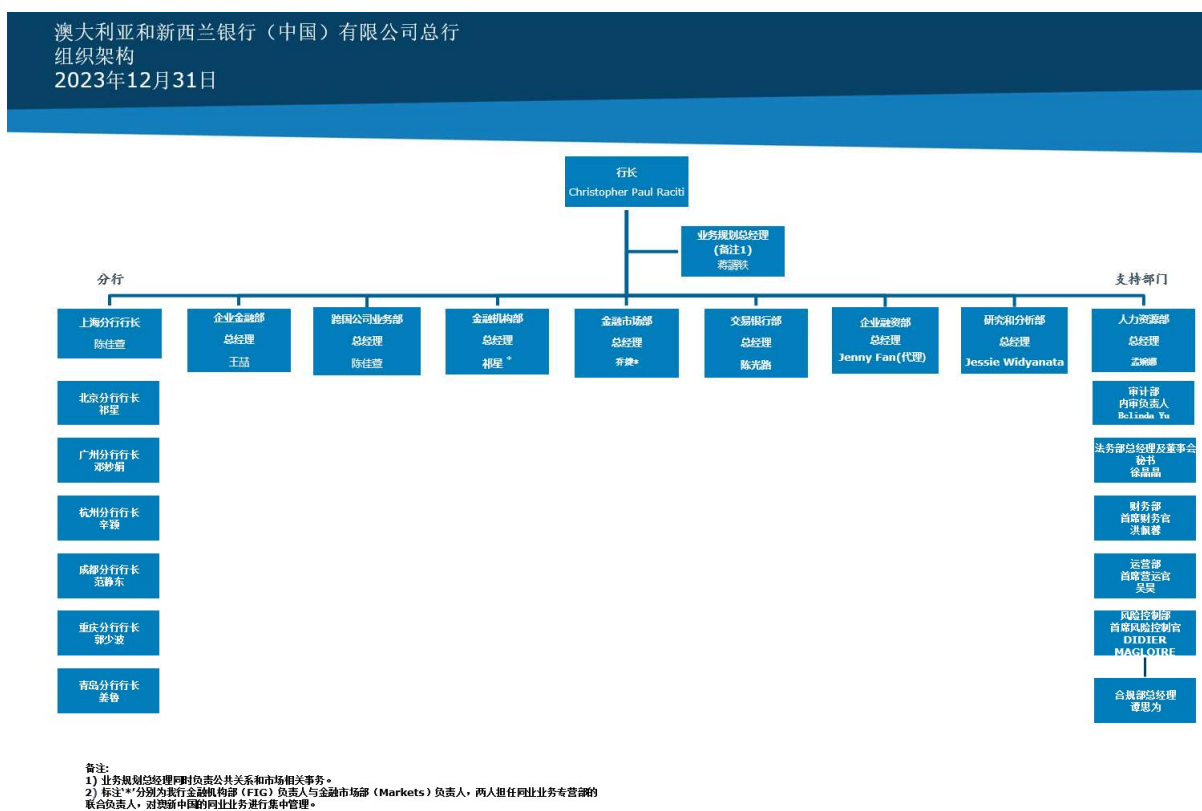 澳大利亚和新西兰银行（中国）有限公司总行
组织架构
2023年12月31日
行长
Christopher Paul Raciti
业务规划总经理
(备注1)
分行
支持部门
上海分行行长
陈佳萱
企业金融部
总经理
王喆
跨国公司业务部
总经理
陈佳萱
金融机构部
总经理
祁星 *
金融市场部
总经理
乔捷*
交易银行部
总经理
陈光路
企业融资部
总经理
Jenny Fan(代理)
研究和分析部
总经理
Jessie Widyanata
人力资源部
总经理
孟婉娜
北京分行行长
祁星
广州分行行长
邓妙娟
杭州分行行长
辛颖
成都分行行长
范静东
重庆分行行长
郭少波
青岛分行行长
姜鲁
审计部
内审负责人
Belinda Yu
法务部总经理及董事会
秘书
徐晶晶
财务部
首席财务官
洪佩馨
运营部
首席营运官
吴昊
风险控制部
首席风险控制官
DIDIER
MAGLOIRE
合规部总经理
谭思为
备注:
1) 业务规划总经理同时负责公共关系和市场相关事务。
2) 标注‘*’分别为我行金融机构部（FIG）负责人与金融市场部（Markets）负责人，两人担任同业业务专营部的
联合负责人，对澳新中国的同业业务进行集中管理。